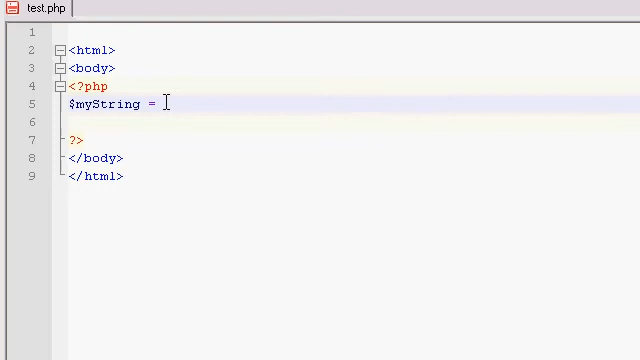 test.php
1
2 <html>
3 <body>
4 <?php
5 $myString =
6
7 ?>
8 </body>
9 </html>